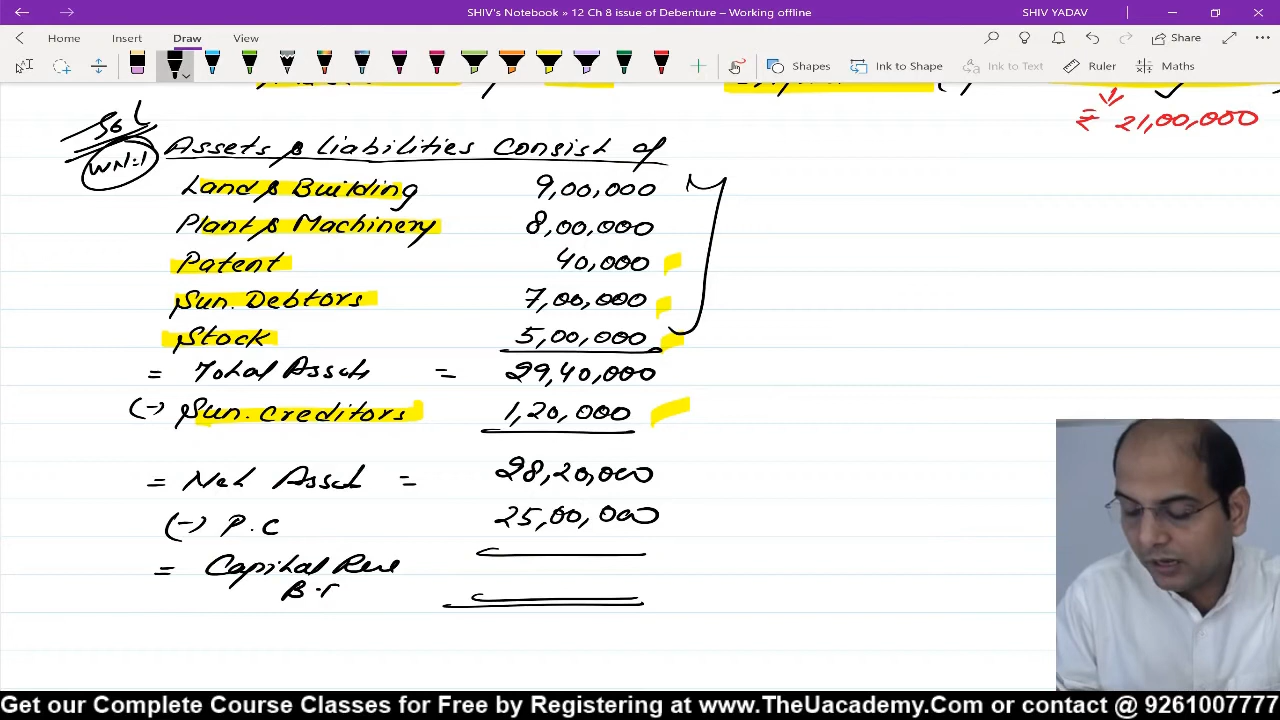 SHIV's Notebook » 12 Ch 8 issue of Debenture – Working offline
SHIV YADAV
Home Insert Draw View
Share
Shapes Ink to Shape Ink to Text Ruler Maths
₹ 21,00,000
Sol
WN:1 Assets & Liabilities Consist of
Land & Building 9,00,000
Plant & Machinery 8,00,000
Patent 40,000
Sun. Debtors 7,00,000
Stock 5,00,000
= Total Assets = 29,40,000
(-) Sun. Creditors 1,20,000
= Net Asset = 28,20,000
(-) P.C 25,00,000
= Capital Rese
B.F
Get our Complete Course Classes for Free by Registering at www.TheUacademy.Com or contact @ 9261007777